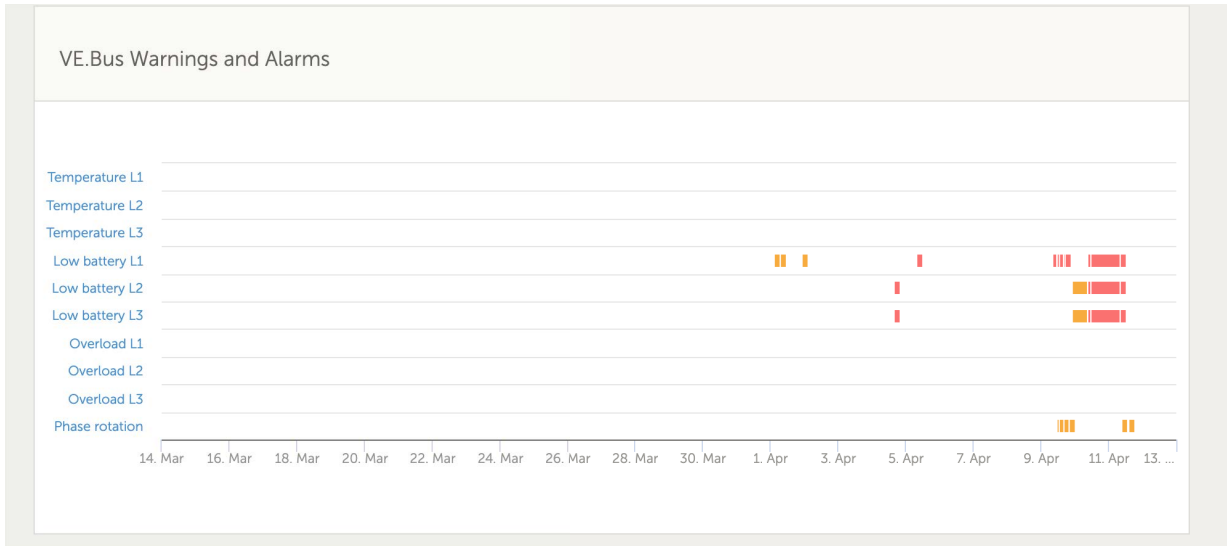 VE.Bus Warnings and Alarms
Temperature L1
Temperature L2
Temperature L3
Low battery L1
Low battery L2
Low battery L3
Overload L1
Overload L2
Overload L3
Phase rotation
14. Mar 16. Mar 18. Mar 20. Mar 22. Mar 24. Mar 26. Mar 28. Mar 30. Mar 1. Apr 3. Apr 5. Apr 7. Apr 9. Apr 11. Apr 13. ...